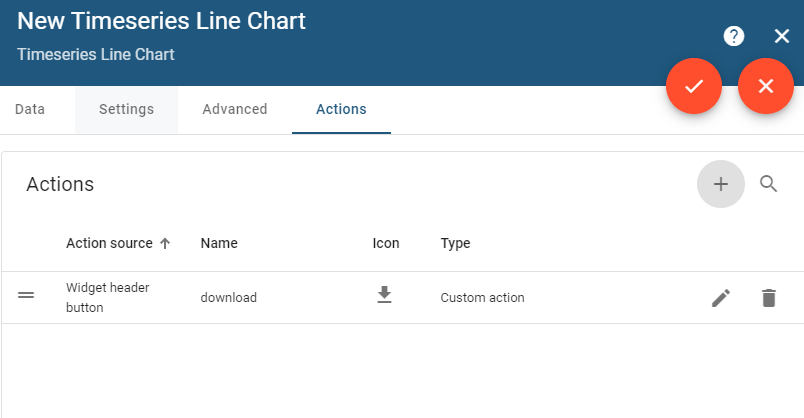 New Timeseries Line Chart
Timeseries Line Chart
?
Data Settings Advanced Actions
Actions
Action source Name Icon Type
Widget header
button
download Custom action